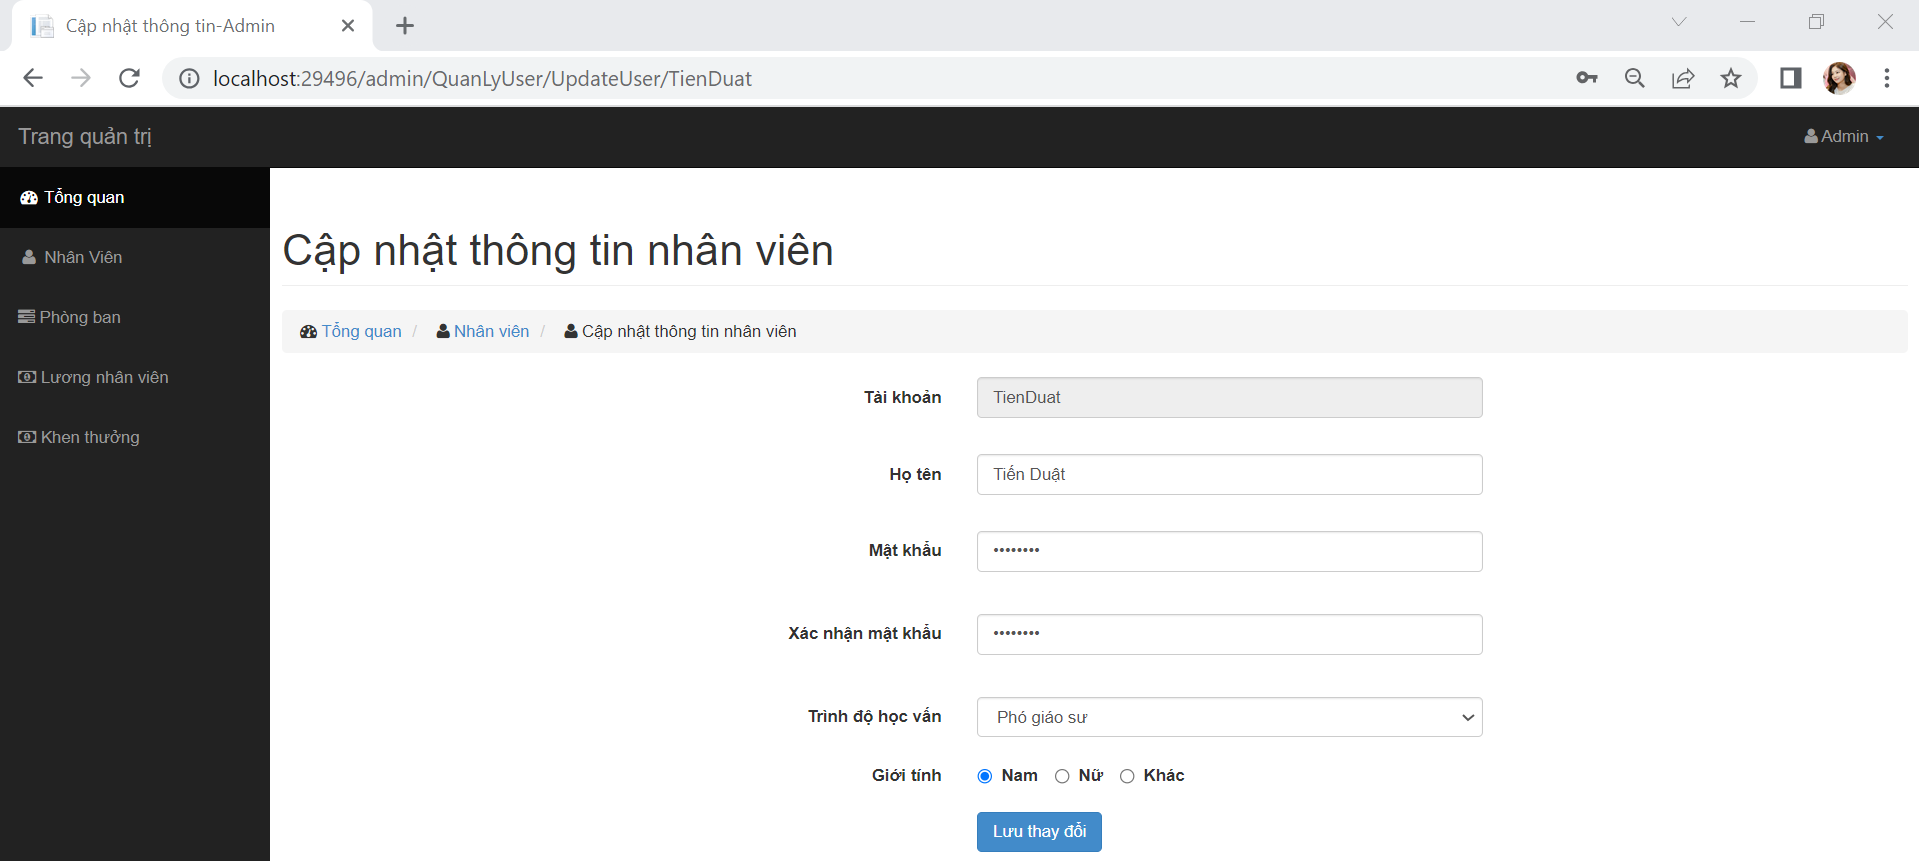 Cập nhật thông tin-Admin
localhost:29496/admin/QuanLyUser/UpdateUser/TienDuat
Trang quản trị
Admin
Tổng quan
Nhân Viên
Phòng ban
Lương nhân viên
Khen thưởng
Cập nhật thông tin nhân viên
Tổng quan / Nhân viên / Cập nhật thông tin nhân viên
Tài khoản TienDuat
Họ tên Tiến Duật
Mật khẩu ••••••••
Xác nhận mật khẩu ••••••••
Trình độ học vấn Phó giáo sư
Giới tính Nam Nữ Khác
Lưu thay đổi